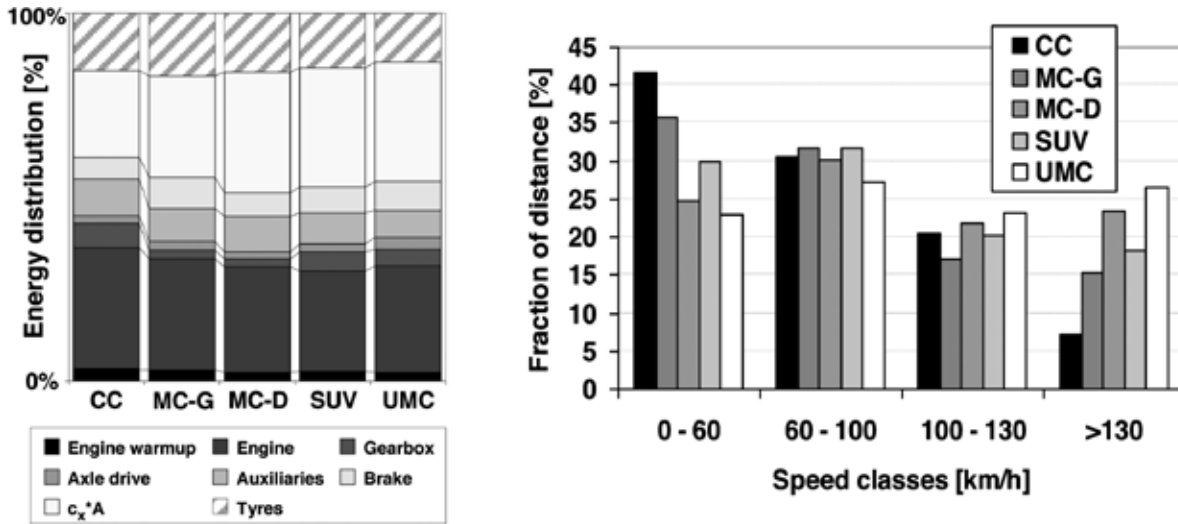 100%
Energy distribution [%]
0%
CC MC-G MC-D SUV UMC
Engine warmup Engine Gearbox
Axle drive Auxiliaries Brake
cx*A Tyres
Fraction of distance [%]
45
40
35
30
25
20
15
10
5
0
CC
MC-G
MC-D
SUV
UMC
0 - 60 60 - 100 100 - 130 >130
Speed classes [km/h]